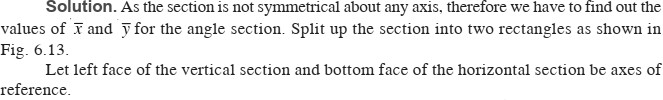 Solution. As the section is not symmetrical about any axis, therefore we have to find out the
values of x̅ and y̅ for the angle section. Split up the section into two rectangles as shown in
Fig. 6.13.
Let left face of the vertical section and bottom face of the horizontal section be axes of
reference.